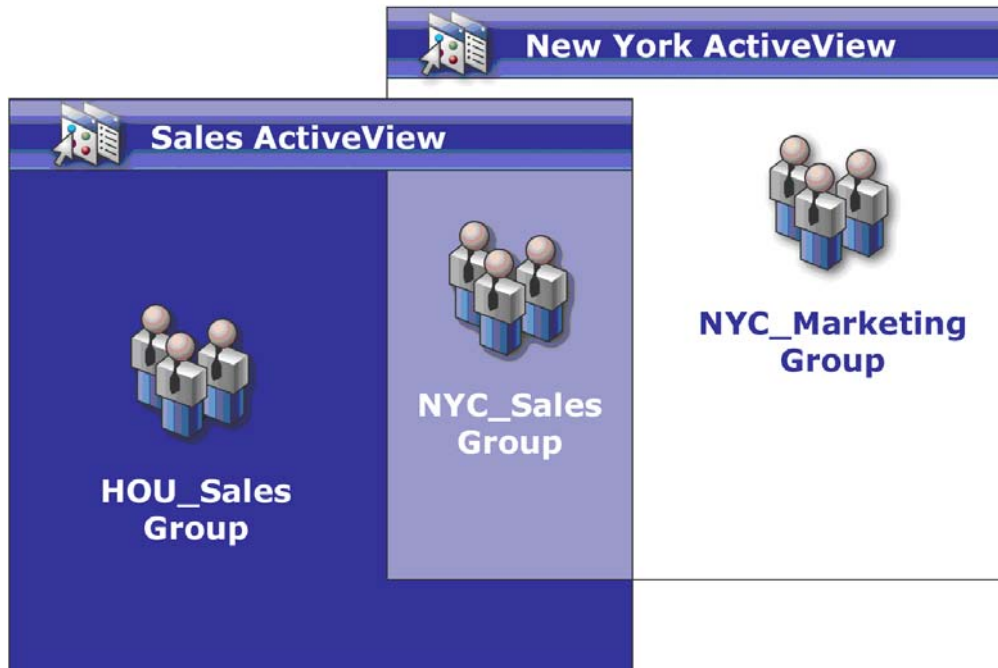 New York ActiveView
Sales ActiveView
HOU_Sales
Group
NYC_Sales
Group
NYC_Marketing
Group